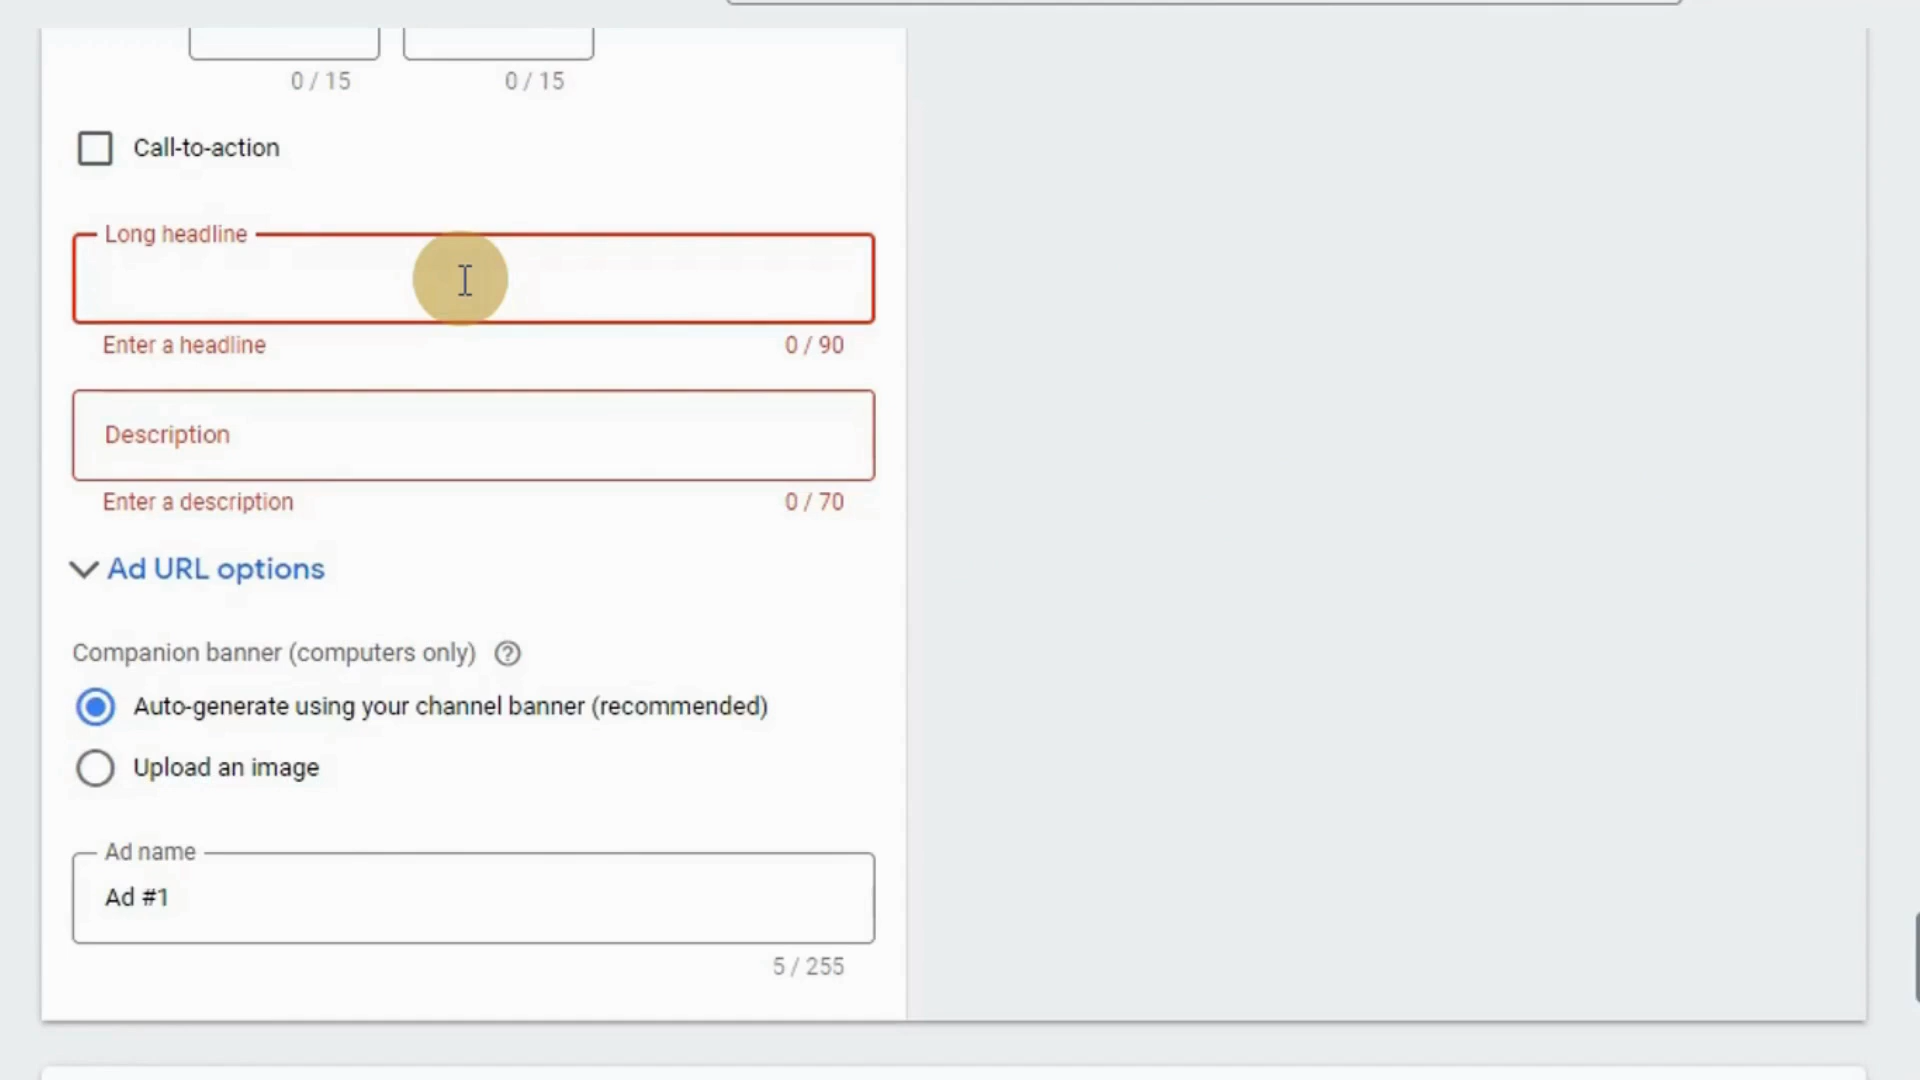 0 / 15
0 / 15
Call-to-action
Long headline
Enter a headline
0 / 90
Description
Enter a description
0 / 70
Ad URL options
Companion banner (computers only) ?
Auto-generate using your channel banner (recommended)
Upload an image
Ad name
Ad #1
5 / 255